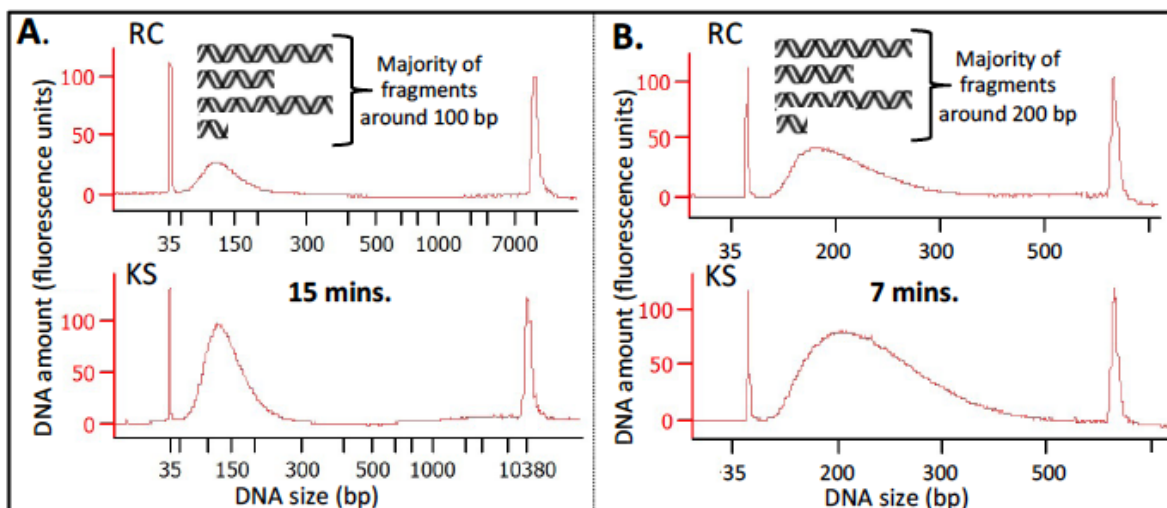 A.
RC
Majority of
fragments
around 100 bp
100
50
0
35 150 300 500 1000 7000
KS
15 mins.
100
50
0
35 150 300 500 1000 10380
DNA size (bp)
DNA amount (fluorescence units)
B.
RC
Majority of
fragments
around 200 bp
100
50
0
35 200 300 500
KS
7 mins.
100
50
0
35 200 300 500
DNA size (bp)
DNA amount (fluorescence units)